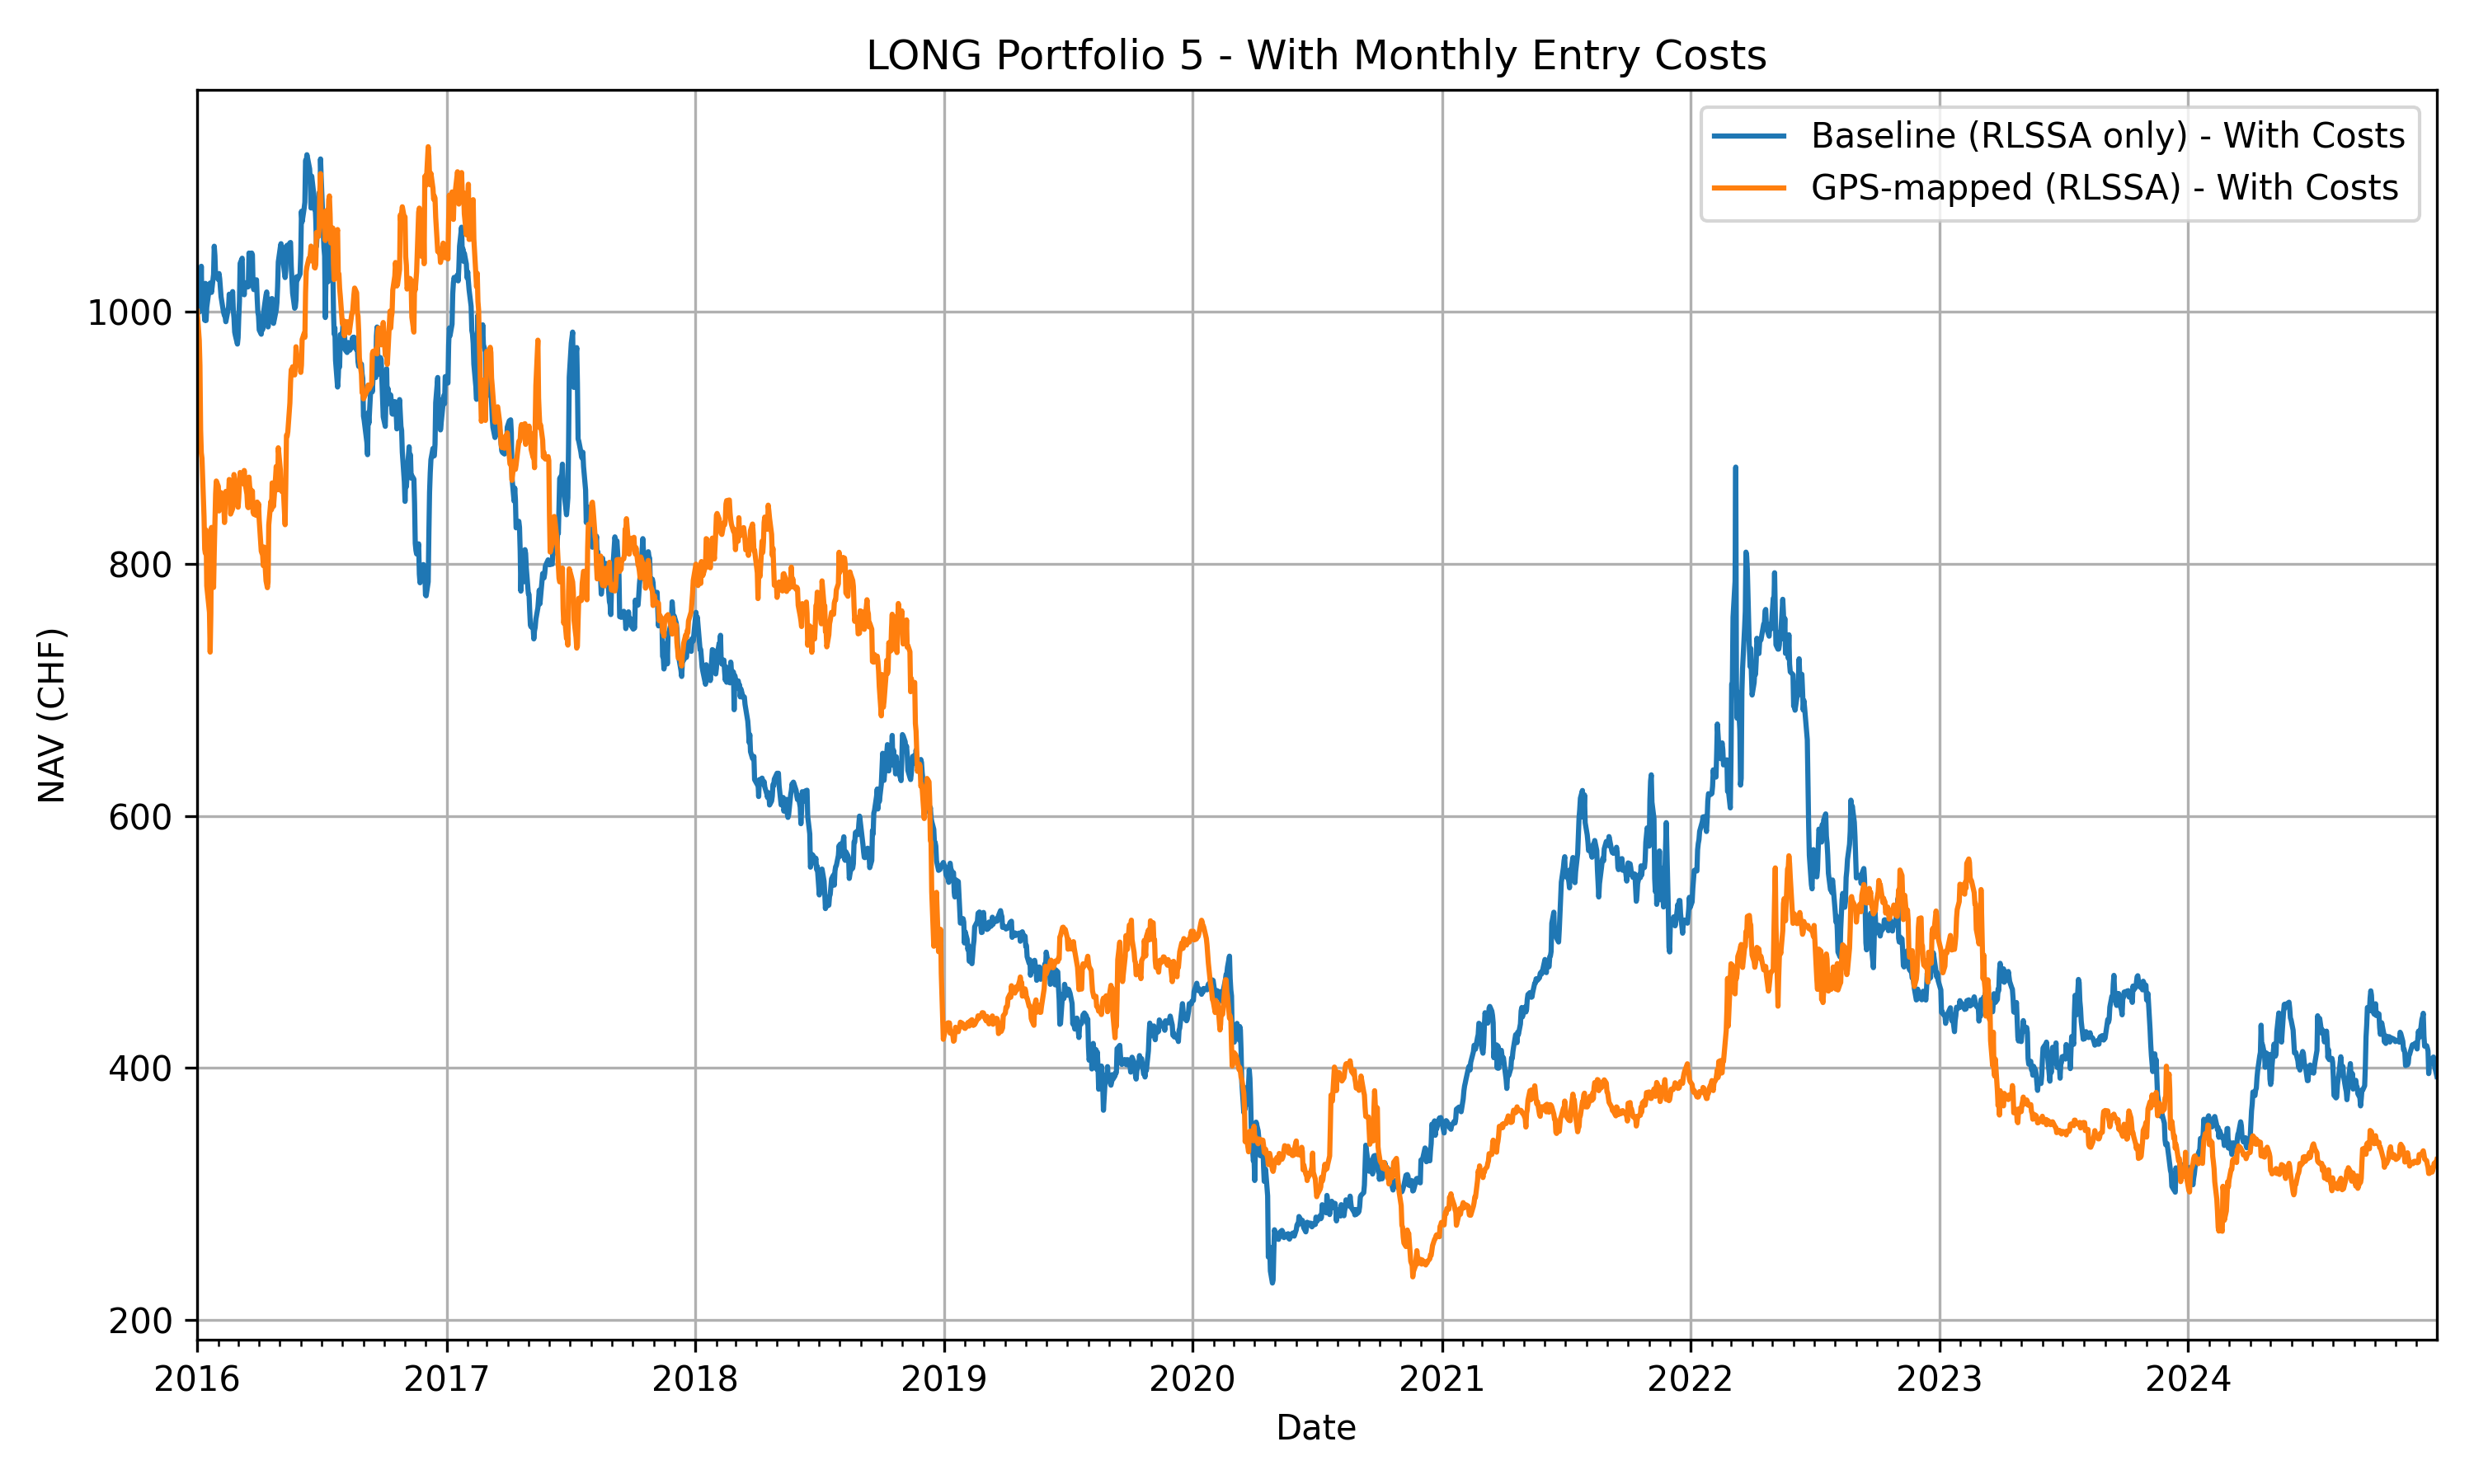 LONG Portfolio 5 - With Monthly Entry Costs
Baseline (RLSSA only) - With Costs
GPS-mapped (RLSSA) - With Costs
1000
800
600
400
200
NAV (CHF)
2016 2017 2018 2019 2020 2021 2022 2023 2024
Date